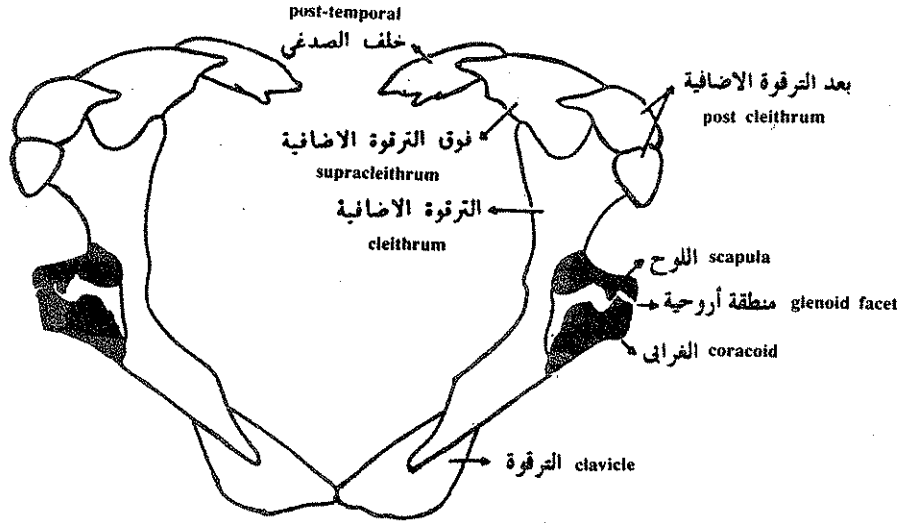 post-temporal
خلف الصدغي
بعد الترقوة الاضافية
post cleithrum
فوق الترقوة الاضافية
supracleithrum
الترقوة الاضافية
cleithrum
اللوح scapula
منطقة أروحية glenoid facet
الغرابى coracoid
الترقوة clavicle